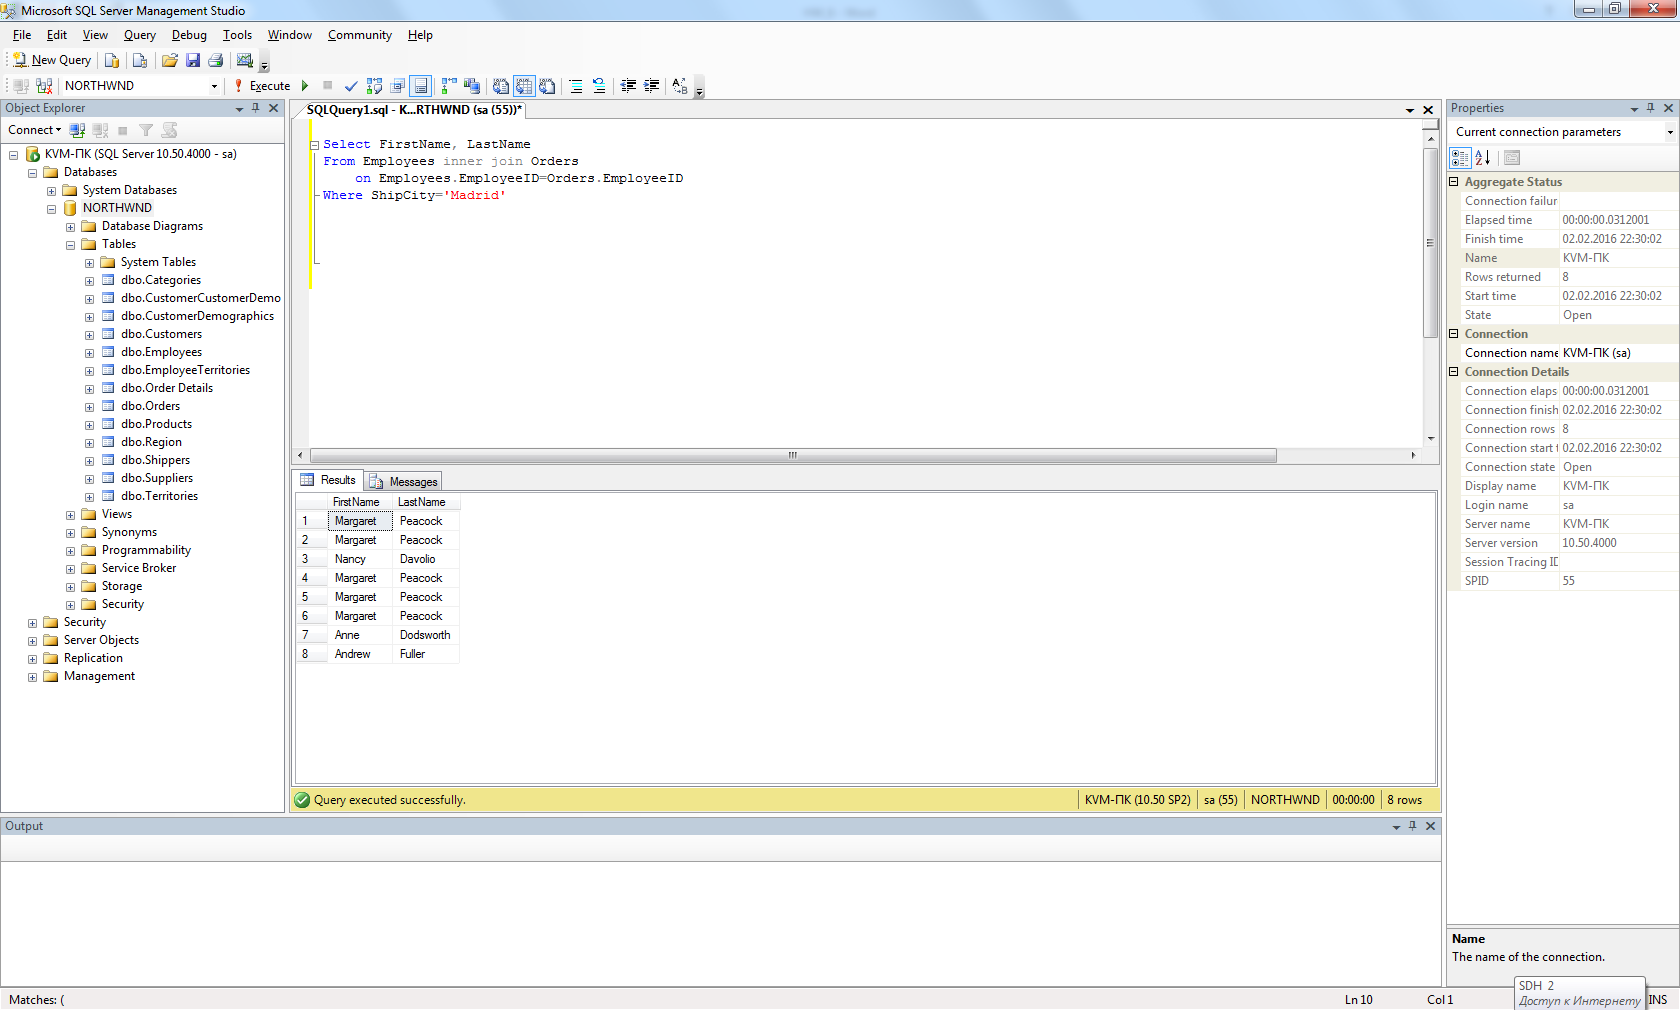 Microsoft SQL Server Management Studio
File Edit View Query Debug Tools Window Community Help
New Query
NORTHWND
Execute
Object Explorer
Connect
KVM-ПК (SQL Server 10.50.4000 - sa)
Databases
System Databases
NORTHWND
Database Diagrams
Tables
System Tables
dbo.Categories
dbo.CustomerCustomerDemo
dbo.CustomerDemographics
dbo.Customers
dbo.Employees
dbo.EmployeeTerritories
dbo.Order Details
dbo.Orders
dbo.Products
dbo.Region
dbo.Shippers
dbo.Suppliers
dbo.Territories
Views
Synonyms
Programmability
Service Broker
Storage
Security
Security
Server Objects
Replication
Management
SQLQuery1.sql - K...RTHWND (sa (55))*
Select FirstName, LastName
From Employees inner join Orders
on Employees.EmployeeID=Orders.EmployeeID
Where ShipCity='Madrid'
Results Messages
FirstName LastName
1 Margaret Peacock
2 Margaret Peacock
3 Nancy Davolio
4 Margaret Peacock
5 Margaret Peacock
6 Margaret Peacock
7 Anne Dodsworth
8 Andrew Fuller
Query executed successfully.
KVM-ПК (10.50 SP2) sa (55) NORTHWND 00:00:00 8 rows
Properties
Current connection parameters
Aggregate Status
Connection failur
Elapsed time 00:00:00.0312001
Finish time 02.02.2016 22:30:02
Name KVM-ПК
Rows returned 8
Start time 02.02.2016 22:30:02
State Open
Connection
Connection name KVM-ПК (sa)
Connection Details
Connection elaps 00:00:00.0312001
Connection finish 02.02.2016 22:30:02
Connection rows 8
Connection start t 02.02.2016 22:30:02
Connection state Open
Display name KVM-ПК
Login name sa
Server name KVM-ПК
Server version 10.50.4000
Session Tracing ID
SPID 55
Name
The name of the connection.
Output
Matches: (
Ln 10 Col 1
SDH 2
Доступ к Интернету
INS